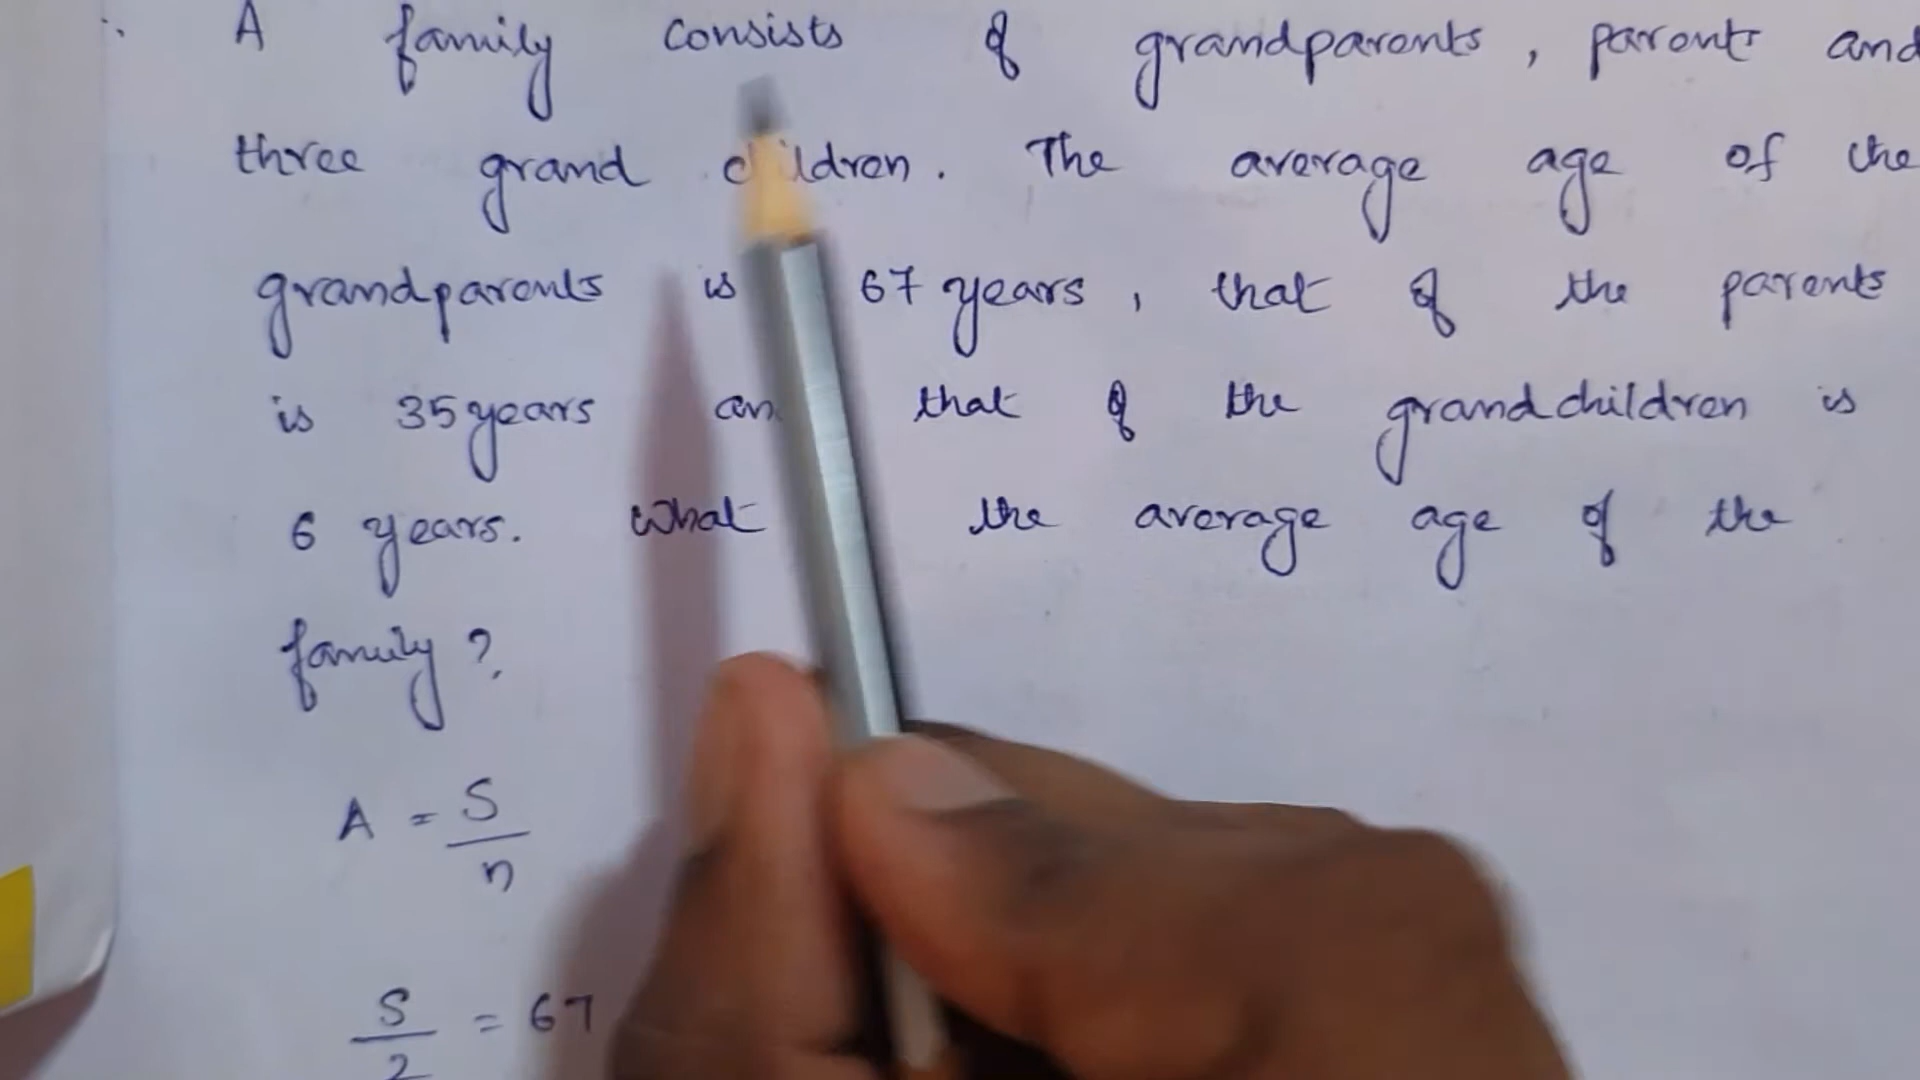 A family consists of grandparents, parents and
three grand children. The average age of the
grandparents is 67 years, that of the parents
is 35 years an that of the grandchildren is
6 years. What the average age of the
family?
A = S
n
S = 67
2